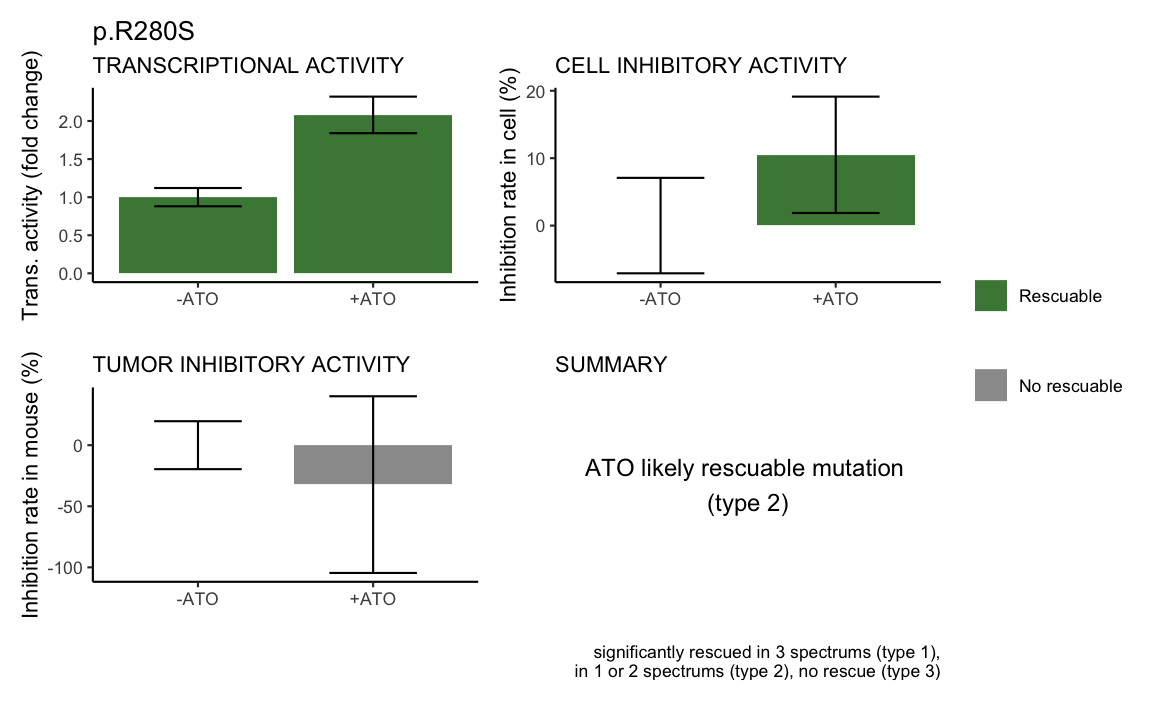 p.R280S
TRANSCRIPTIONAL ACTIVITY
Trans. activity (fold change)
2.0
1.5
1.0
0.5
0.0
-ATO
+ATO
CELL INHIBITORY ACTIVITY
Inhibition rate in cell (%)
20
10
0
-ATO
+ATO
Rescuable
No rescuable
TUMOR INHIBITORY ACTIVITY
Inhibition rate in mouse (%)
0
-50
-100
-ATO
+ATO
SUMMARY
ATO likely rescuable mutation
(type 2)
significantly rescued in 3 spectrums (type 1),
in 1 or 2 spectrums (type 2), no rescue (type 3)